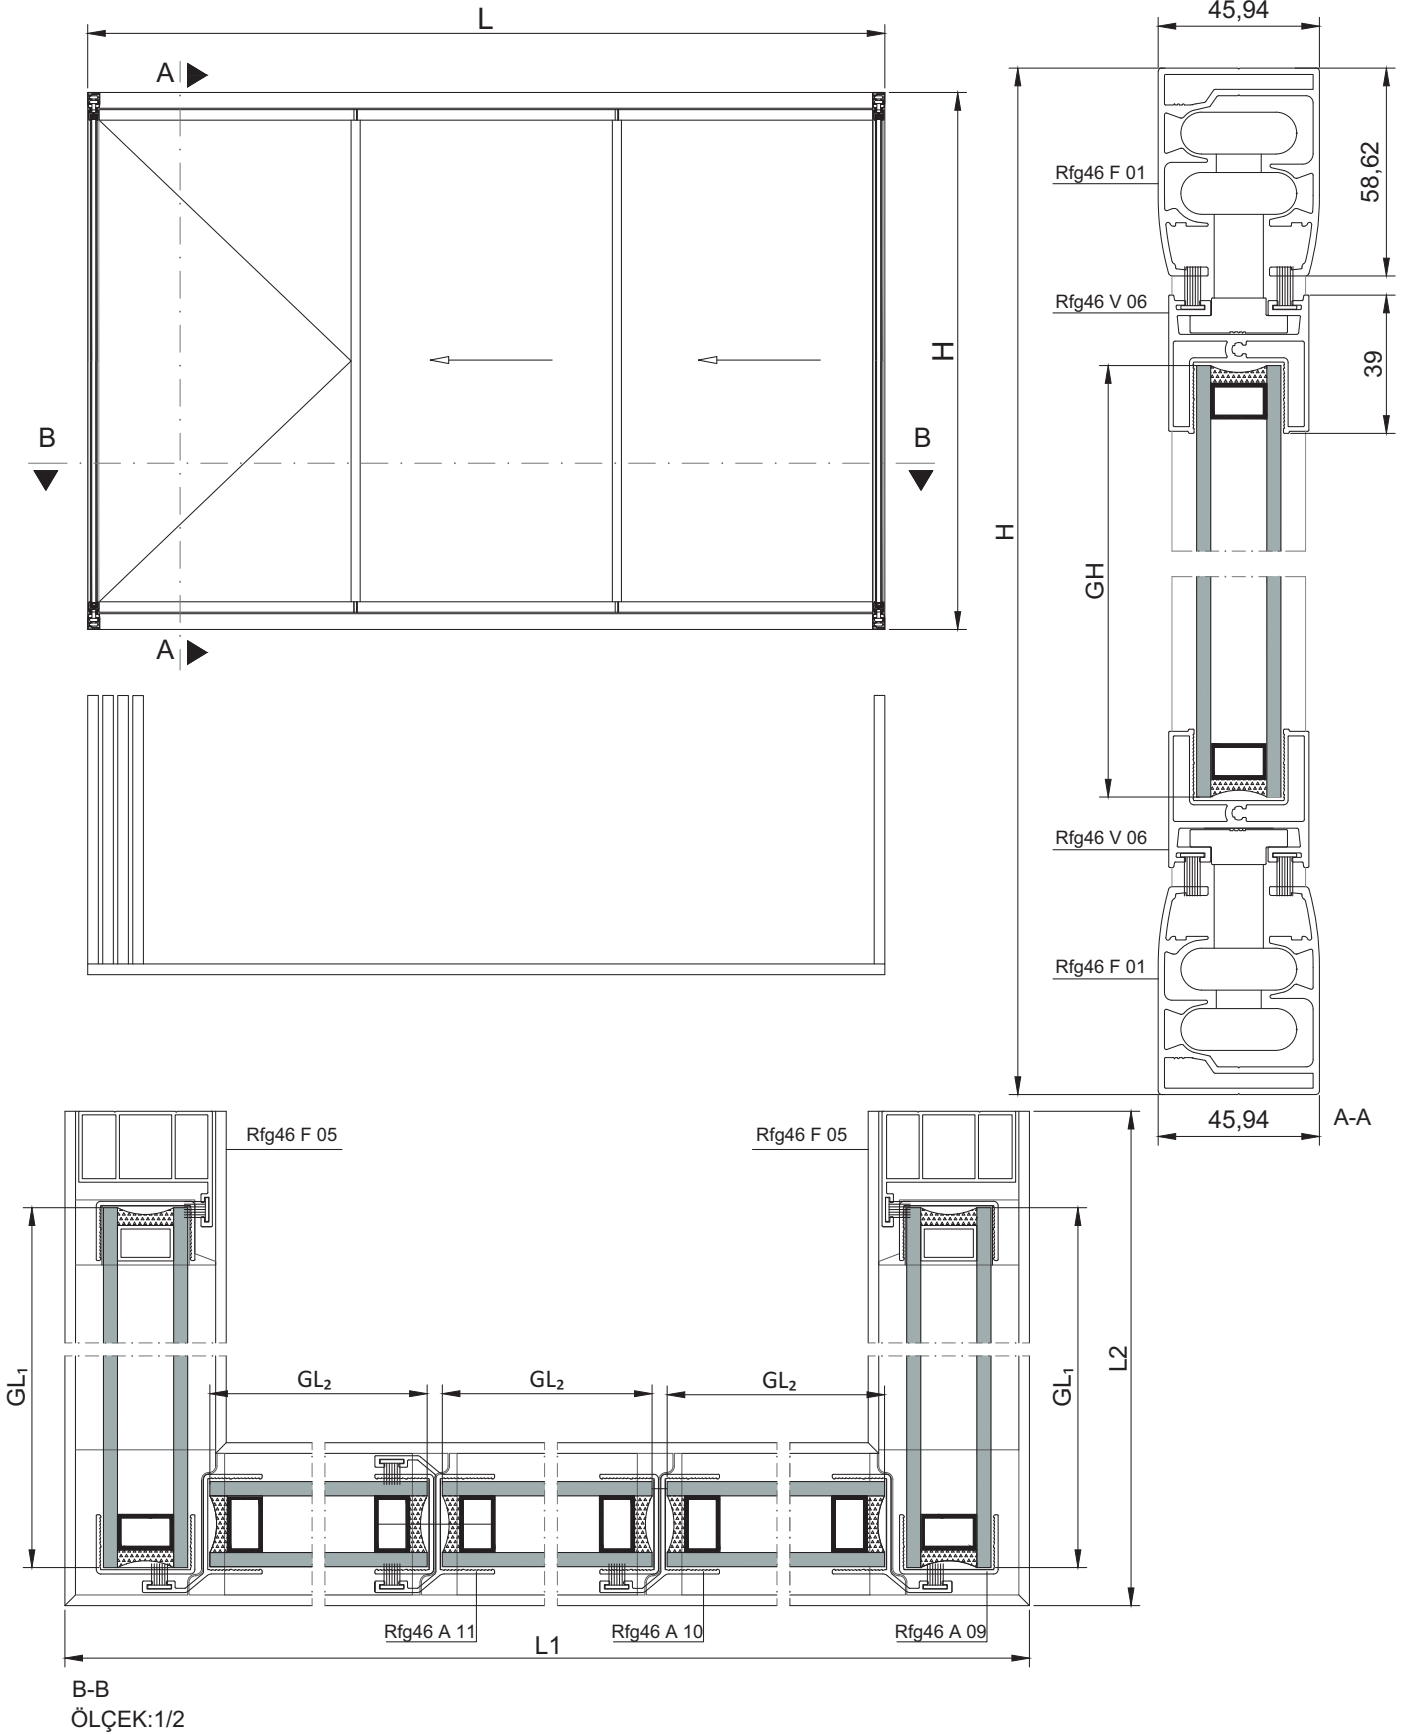 L
45,94
A
Rfg46 F 01
58,62
Rfg46 V 06
H
39
B
B
H
GH
A
Rfg46 V 06
Rfg46 F 01
45,94
A-A
Rfg46 F 05
Rfg46 F 05
GL₁
GL₂
GL₂
GL₂
GL₁
L2
Rfg46 A 11
Rfg46 A 10
Rfg46 A 09
L1
B-B
ÖLÇEK:1/2